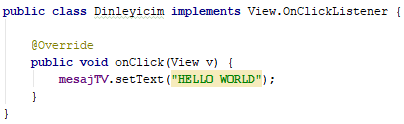 public class Dinleyicim implements View.OnClickListener {
@Override
public void onClick(View v) {
mesajTV.setText("HELLO WORLD");
}
}